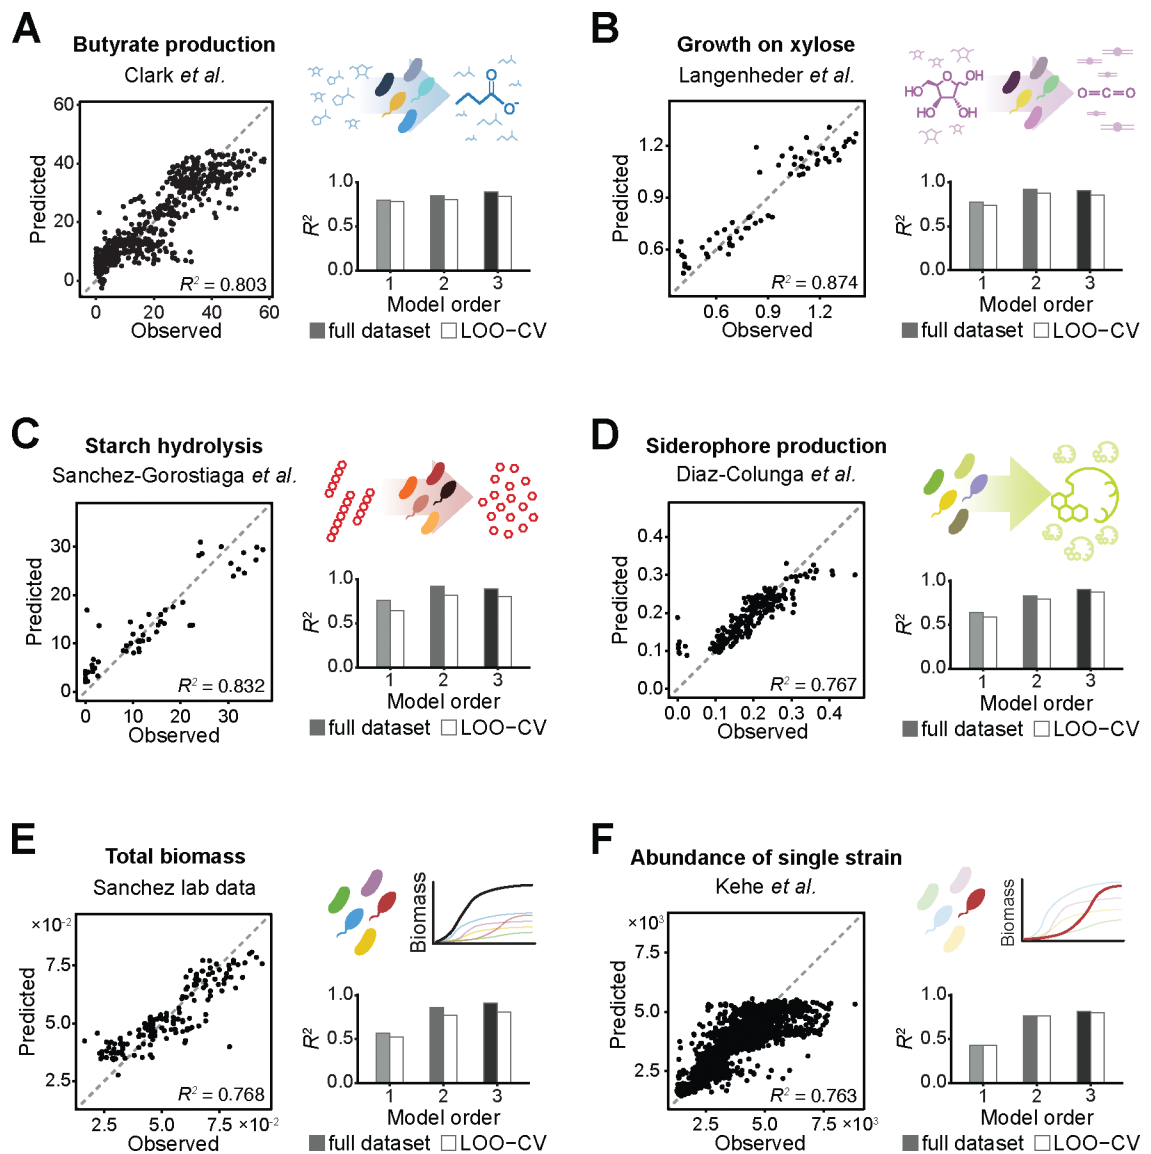 A
Butyrate production
Clark et al.
60
40
20
0
Predicted
R² = 0.803
0 20 40 60
Observed
O
O⁻
1.0
0.5
0.0
R²
1 2 3
Model order
full dataset LOO−CV
B
Growth on xylose
Langenheder et al.
1.2
0.9
0.6
Predicted
R² = 0.874
0.6 0.9 1.2
Observed
O OH
HO
HO OH
O=C=O
1.0
0.5
0.0
R²
1 2 3
Model order
full dataset LOO−CV
C
Starch hydrolysis
Sanchez-Gorostiaga et al.
30
20
10
0
Predicted
R² = 0.832
0 10 20 30
Observed
1.0
0.5
0.0
R²
1 2 3
Model order
full dataset LOO−CV
D
Siderophore production
Diaz-Colunga et al.
0.4
0.3
0.2
0.1
0.0
Predicted
R² = 0.767
0.0 0.1 0.2 0.3 0.4
Observed
1.0
0.5
0.0
R²
1 2 3
Model order
full dataset LOO−CV
E
Total biomass
Sanchez lab data
×10⁻²
7.5
5.0
2.5
Predicted
R² = 0.768
2.5 5.0 7.5 ×10⁻²
Observed
Biomass
1.0
0.5
0.0
R²
1 2 3
Model order
full dataset LOO−CV
F
Abundance of single strain
Kehe et al.
×10³
7.5
5.0
2.5
Predicted
R² = 0.763
2.5 5.0 7.5 ×10³
Observed
Biomass
1.0
0.5
0.0
R²
1 2 3
Model order
full dataset LOO−CV